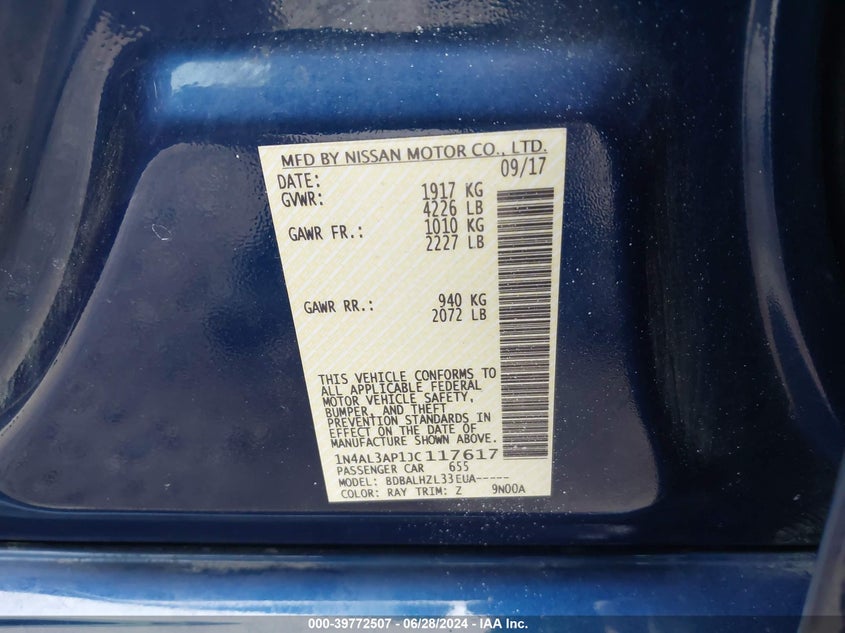 MFD BY NISSAN MOTOR CO., LTD.
DATE: 09/17
GVWR: 1917 KG
4226 LB
GAWR FR.: 1010 KG
2227 LB
GAWR RR.: 940 KG
2072 LB
THIS VEHICLE CONFORMS TO
ALL APPLICABLE FEDERAL
MOTOR VEHICLE SAFETY,
BUMPER, AND THEFT
PREVENTION STANDARDS IN
EFFECT ON THE DATE OF
MANUFACTURE SHOWN ABOVE.
1N4AL3AP1JC117617
PASSENGER CAR 655
MODEL: BDBALHZL33EUA-----
COLOR: RAY TRIM: Z 9N00A
000-39772507 - 06/28/2024 - IAA Inc.